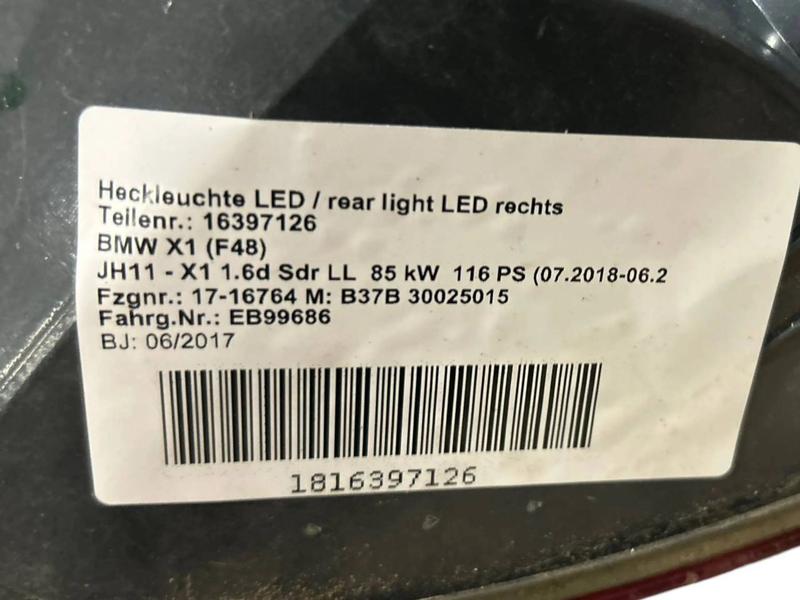 Heckleuchte LED / rear light LED rechts
Teilenr.: 16397126
BMW X1 (F48)
JH11 - X1 1.6d Sdr LL 85 kW 116 PS (07.2018-06.2
Fzgnr.: 17-16764 M: B37B 30025015
Fahrg.Nr.: EB99686
BJ: 06/2017
1816397126